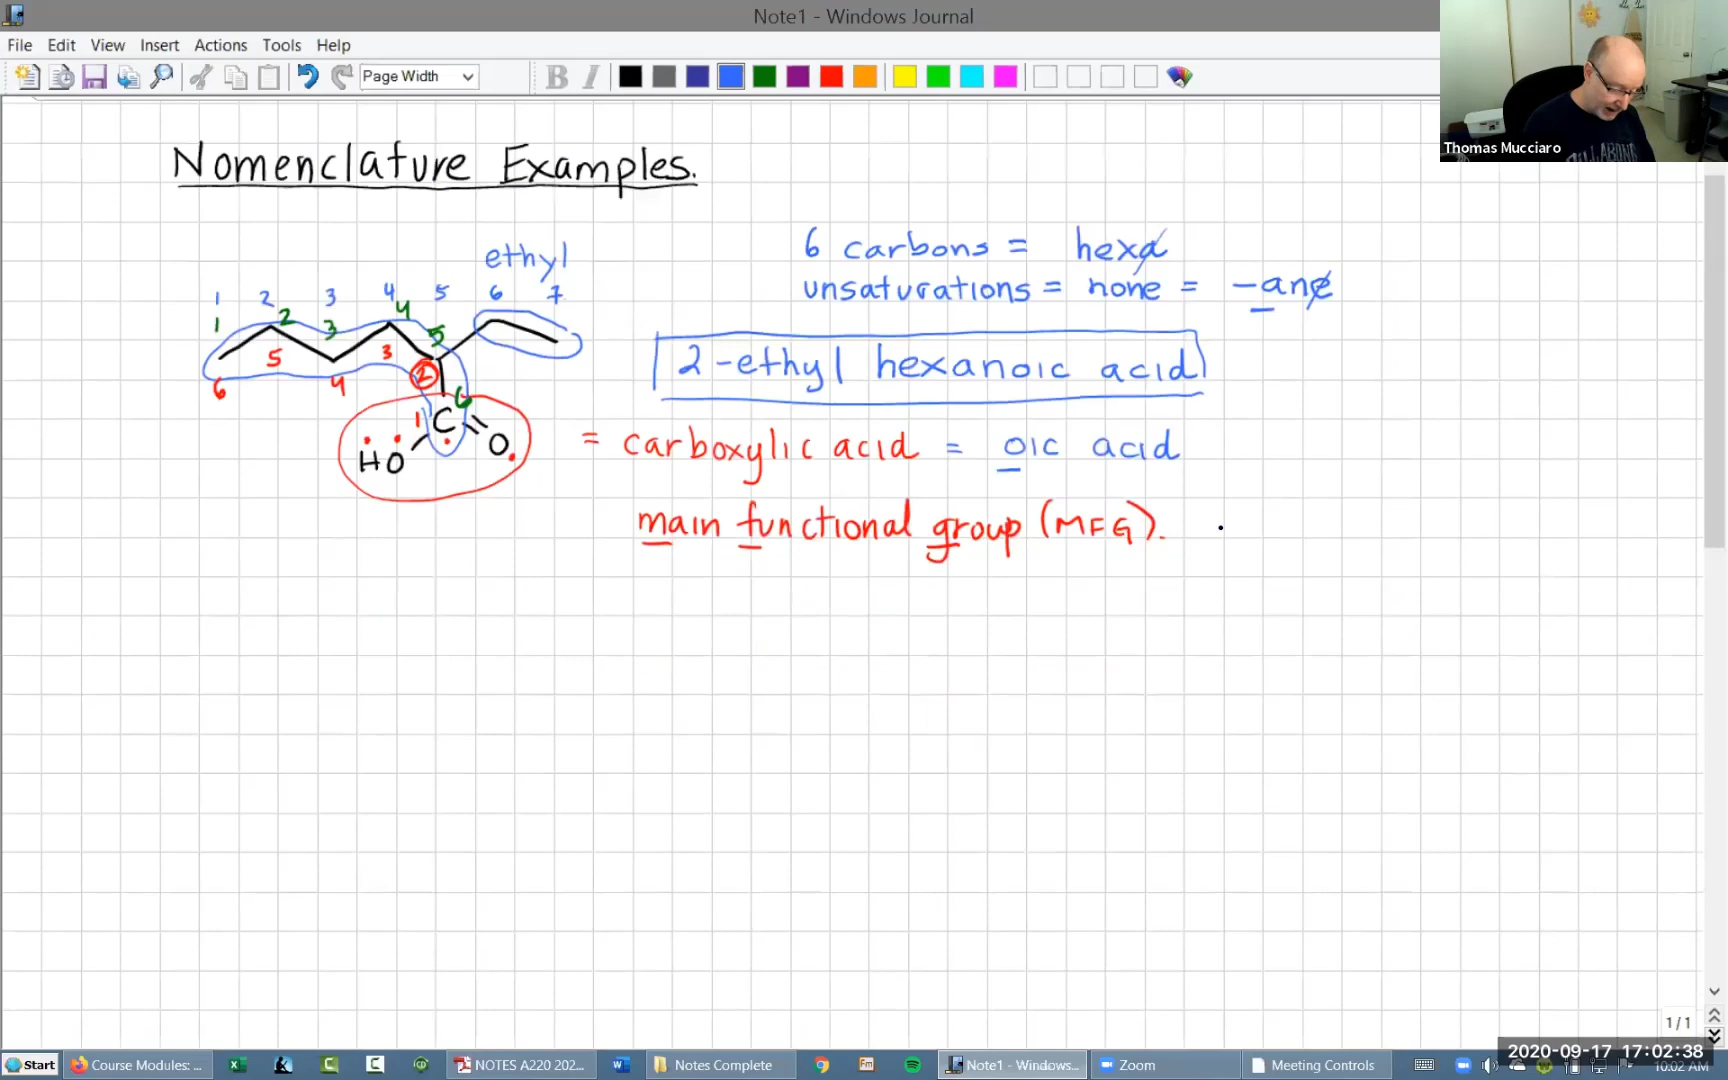 Note1 - Windows Journal
File Edit View Insert Actions Tools Help
Page Width
B I
Thomas Mucciaro
Nomenclature Examples.
ethyl
1 2 3 4 5 6 7
1 2 3 4 5 6
6 5 4 3 2 1
C
O
HO
6 carbons = hexa
unsaturations = none = -ane
2-ethyl hexanoic acid
= carboxylic acid = oic acid
main functional group (MFG).
1 / 1
Start
Course Modules: ...
NOTES A220 202...
Notes Complete
Note1 - Windows...
Zoom
Meeting Controls
2020-09-17 17:02:38
10:02 AM